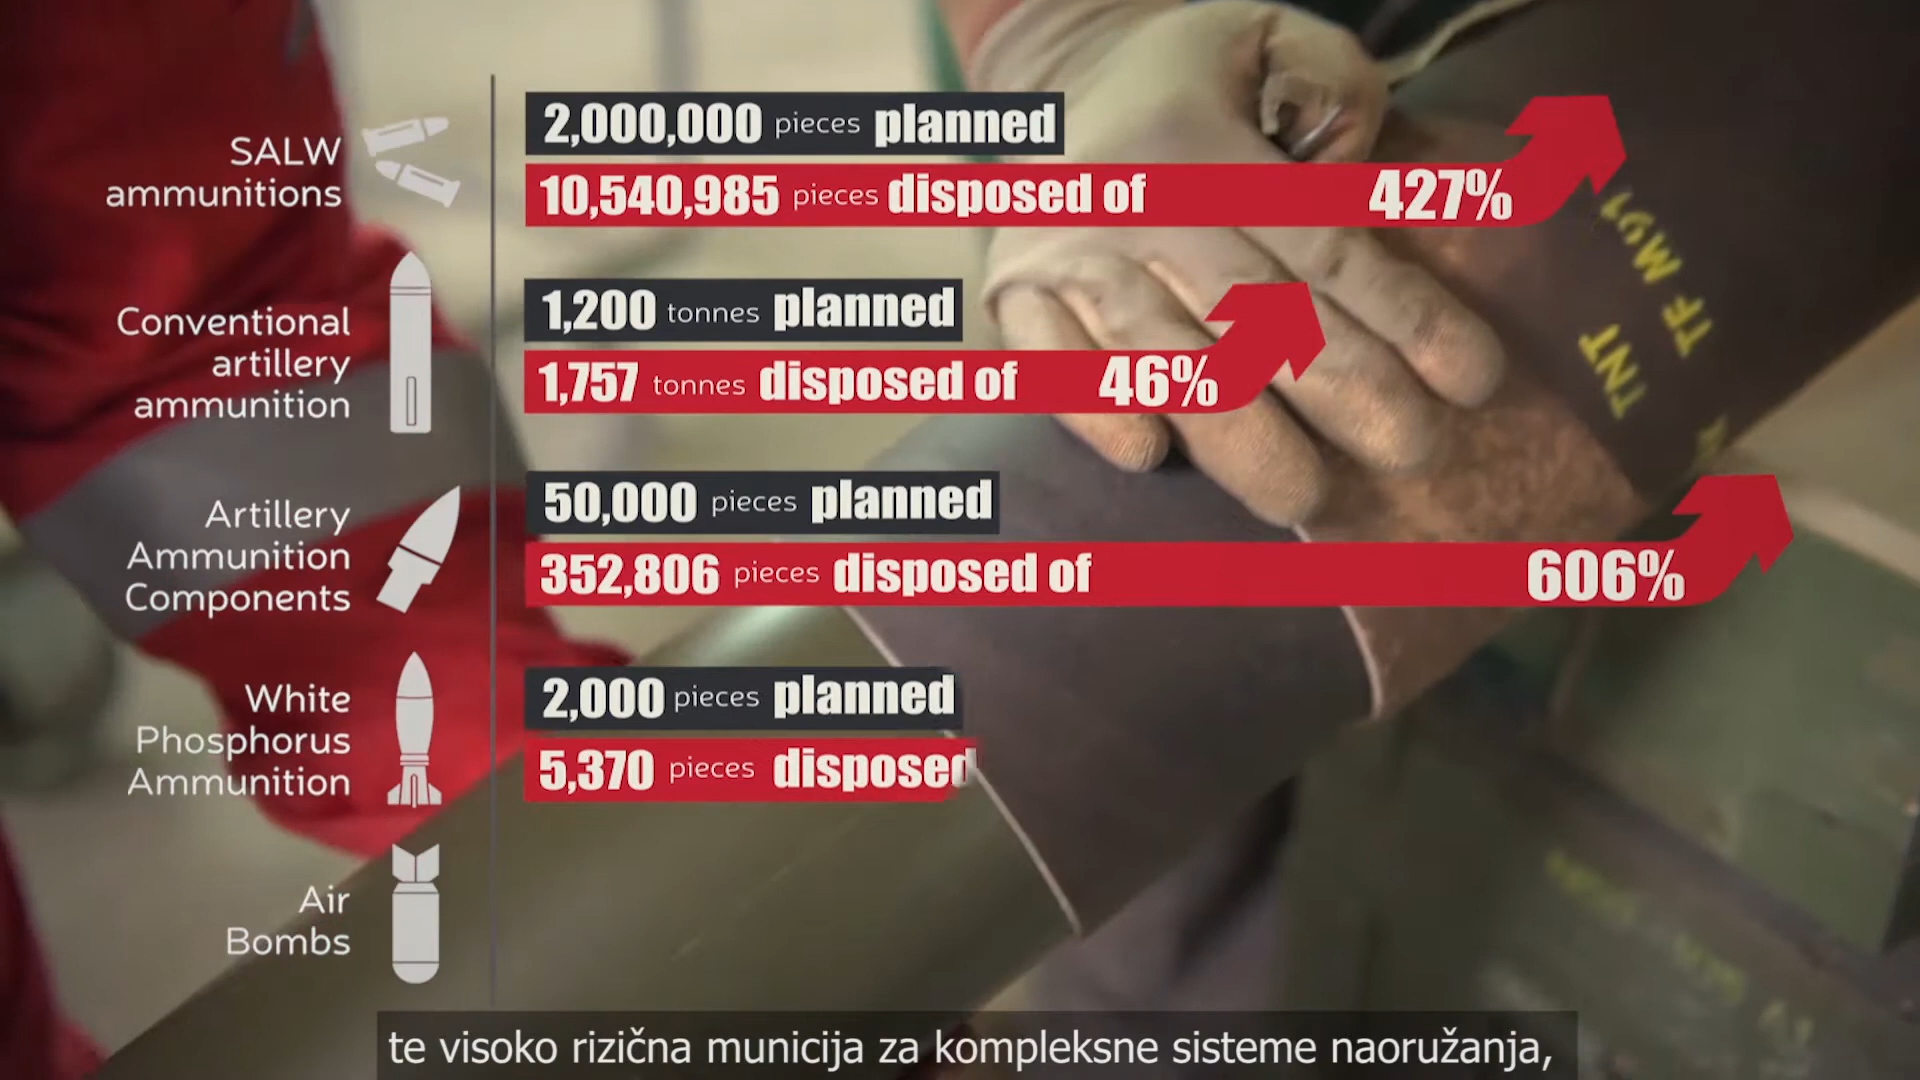 SALW
ammunitions
2,000,000 pieces planned
10,540,985 pieces disposed of 427%
Conventional
artillery
ammunition
1,200 tonnes planned
1,757 tonnes disposed of 46%
Artillery
Ammunition
Components
50,000 pieces planned
352,806 pieces disposed of 606%
White
Phosphorus
Ammunition
2,000 pieces planned
5,370 pieces disposed
Air
Bombs
TNT
te visoko rizična municija za kompleksne sisteme naoružanja,